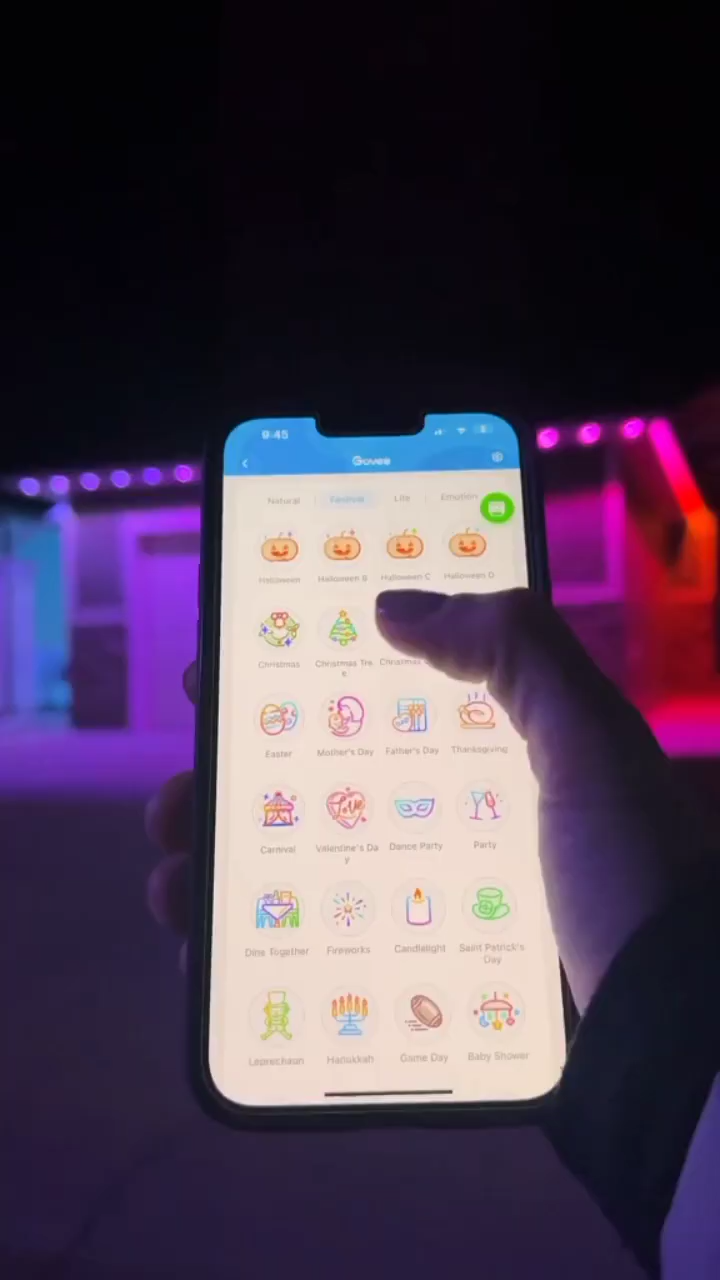 9:45
Govee
Natural Festival Life Emotion
Halloween Halloween B Halloween C Halloween D
Christmas Christmas Tre Christmas
e
Easter Mother's Day Father's Day Thanksgiving
Carnival Valentine's Da Dance Party Party
y
Love
Dine Together Fireworks Candlelight Saint Patrick's
Day
Leprechaun Hanukkah Game Day Baby Shower